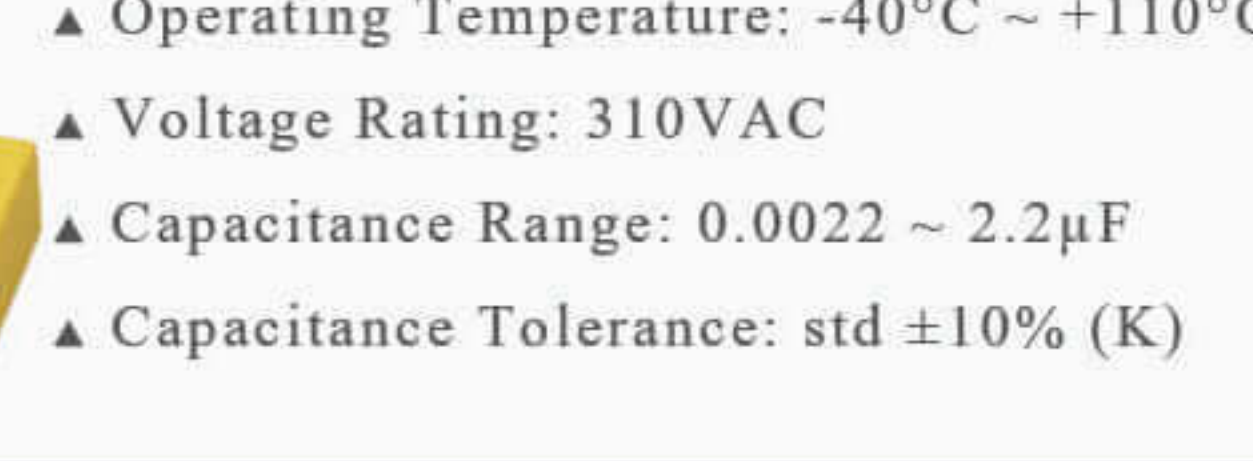 ▲ Operating Temperature: -40°C ~ +110°C
▲ Voltage Rating: 310VAC
▲ Capacitance Range: 0.0022 ~ 2.2µF
▲ Capacitance Tolerance: std ±10% (K)